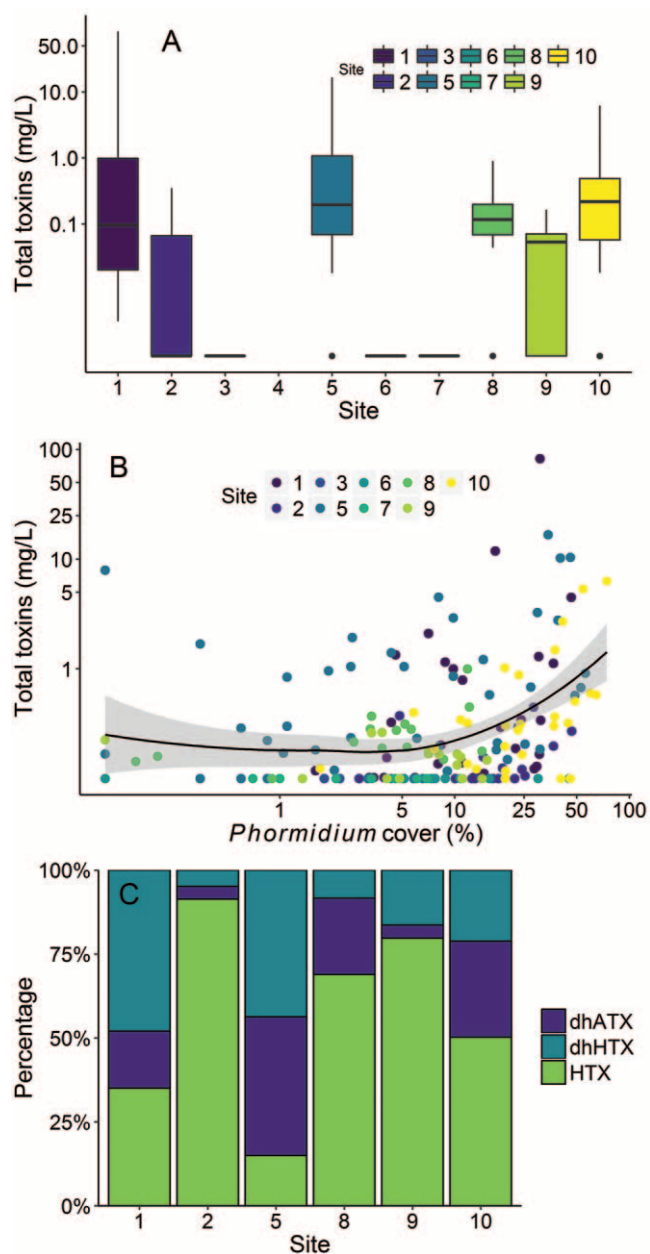 A
Total toxins (mg/L)
50.0
10.0
1.0
0.1
Site
1 3 6 8 10
2 5 7 9
1 2 3 4 5 6 7 8 9 10
Site
B
Total toxins (mg/L)
100
50
25
10
5
1
Site
1 3 6 8 10
2 5 7 9
1 5 10 25 50 100
Phormidium cover (%)
C
Percentage
100%
75%
50%
25%
0%
dhATX
dhHTX
HTX
1 2 5 8 9 10
Site